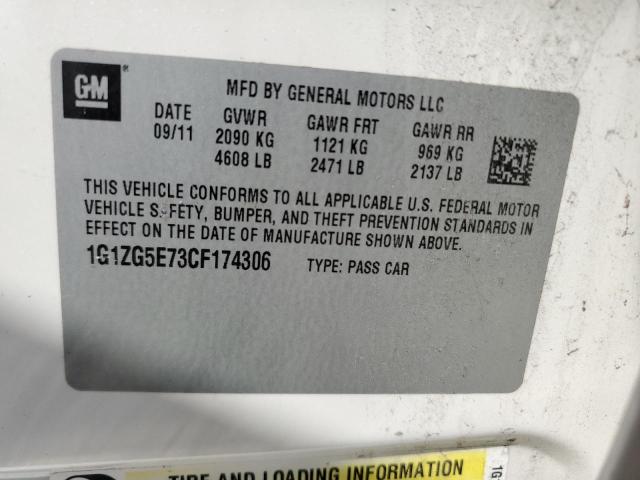 GM
MFD BY GENERAL MOTORS LLC
DATE GVWR GAWR FRT GAWR RR
09/11 2090 KG 1121 KG 969 KG
4608 LB 2471 LB 2137 LB
THIS VEHICLE CONFORMS TO ALL APPLICABLE U.S. FEDERAL MOTOR
VEHICLE SAFETY, BUMPER, AND THEFT PREVENTION STANDARDS IN
EFFECT ON THE DATE OF MANUFACTURE SHOWN ABOVE.
1G1ZG5E73CF174306 TYPE: PASS CAR
TIRE AND LOADING INFORMATION
1G